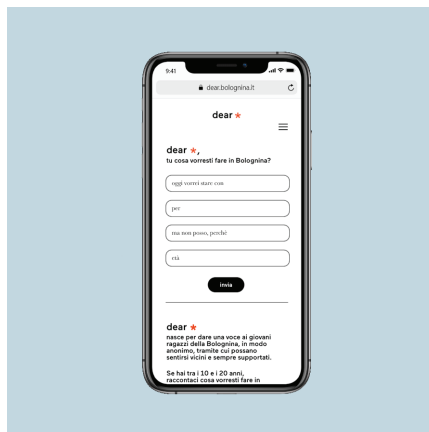 9:41
dear.bolognina.it
dear *
dear *,
tu cosa vorresti fare in Bolognina?
oggi vorrei stare con
per
ma non posso, perchè
età
invia
dear *
nasce per dare una voce ai giovani
ragazzi della Bolognina, in modo
anonimo, tramite cui possano
sentirsi vicini e sempre supportati.
Se hai tra i 10 e i 20 anni,
raccontaci cosa vorresti fare in